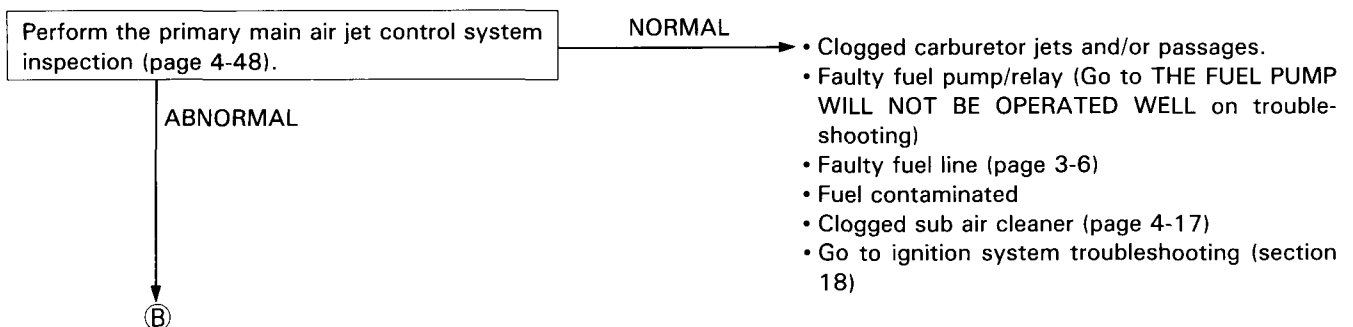 Perform the primary main air jet control system
inspection (page 4-48).
NORMAL
• Clogged carburetor jets and/or passages.
• Faulty fuel pump/relay (Go to THE FUEL PUMP
WILL NOT BE OPERATED WELL on trouble-
shooting)
• Faulty fuel line (page 3-6)
• Fuel contaminated
• Clogged sub air cleaner (page 4-17)
• Go to ignition system troubleshooting (section
18)
ABNORMAL
Ⓑ